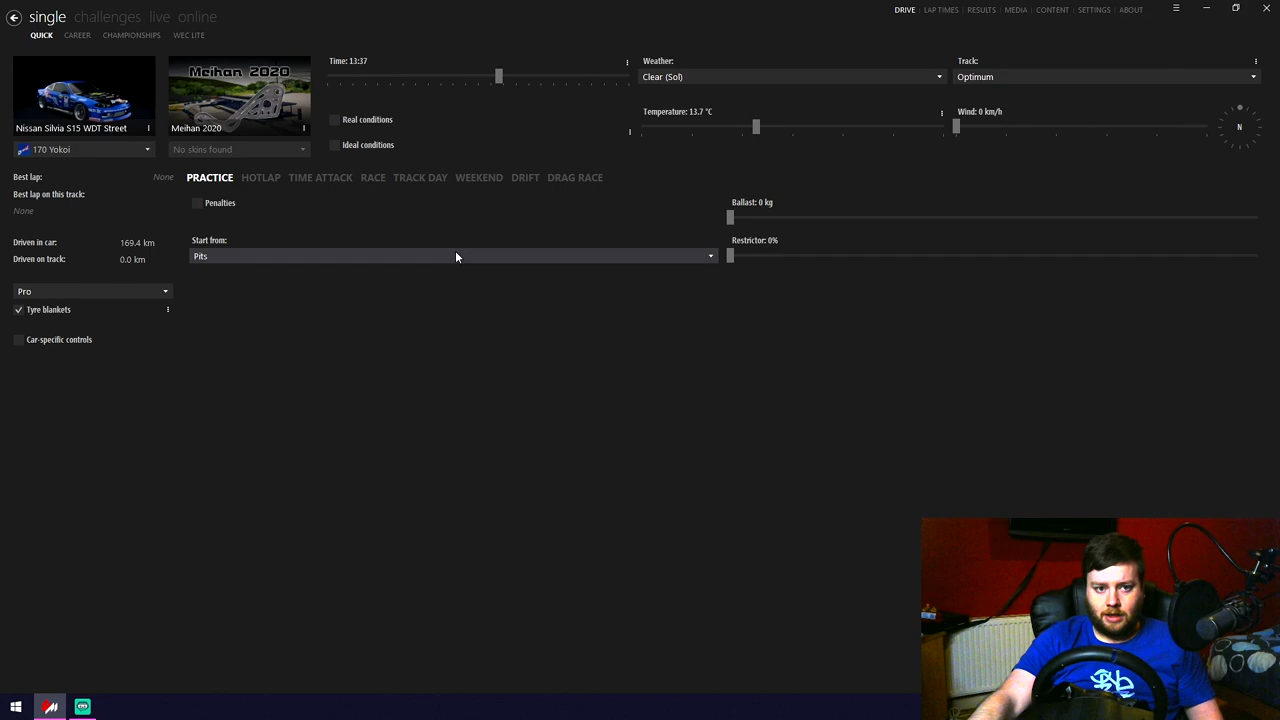 single challenges live online
DRIVE LAP TIMES RESULTS MEDIA CONTENT SETTINGS ABOUT
QUICK CAREER CHAMPIONSHIPS WEC LITE
Nissan Silvia S15 WDT Street
170 Yokoi
Meihan 2020
Meihan 2020
No skins found
Time: 13:37
Real conditions
Ideal conditions
Weather:
Clear (Sol)
Temperature: 13.7 °C
Track:
Optimum
Wind: 0 km/h
N
Best lap: None
Best lap on this track:
None
Driven in car: 169.4 km
Driven on track: 0.0 km
Pro
Tyre blankets
Car-specific controls
PRACTICE HOTLAP TIME ATTACK RACE TRACK DAY WEEKEND DRIFT DRAG RACE
Penalties
Start from:
Pits
Ballast: 0 kg
Restrictor: 0%